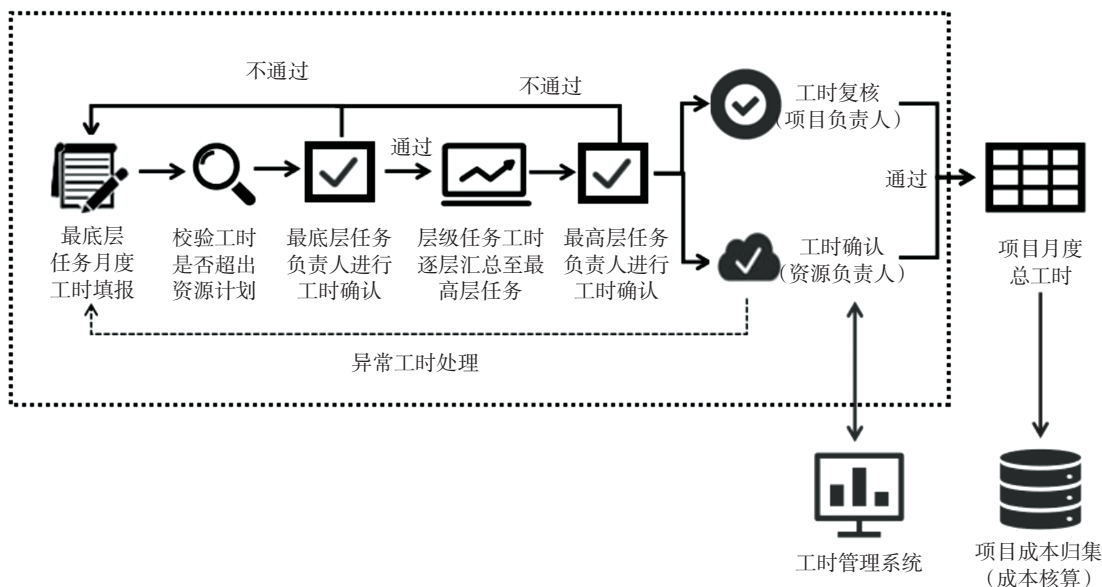 不通过
不通过
通过
工时复核
（项目负责人）
通过
最底层
任务月度
工时填报
校验工时
是否超出
资源计划
最底层任务
负责人进行
工时确认
层级任务工时
逐层汇总至最
高层任务
最高层任务
负责人进行
工时确认
工时确认
（资源负责人）
项目月度
总工时
异常工时处理
工时管理系统
项目成本归集
（成本核算）